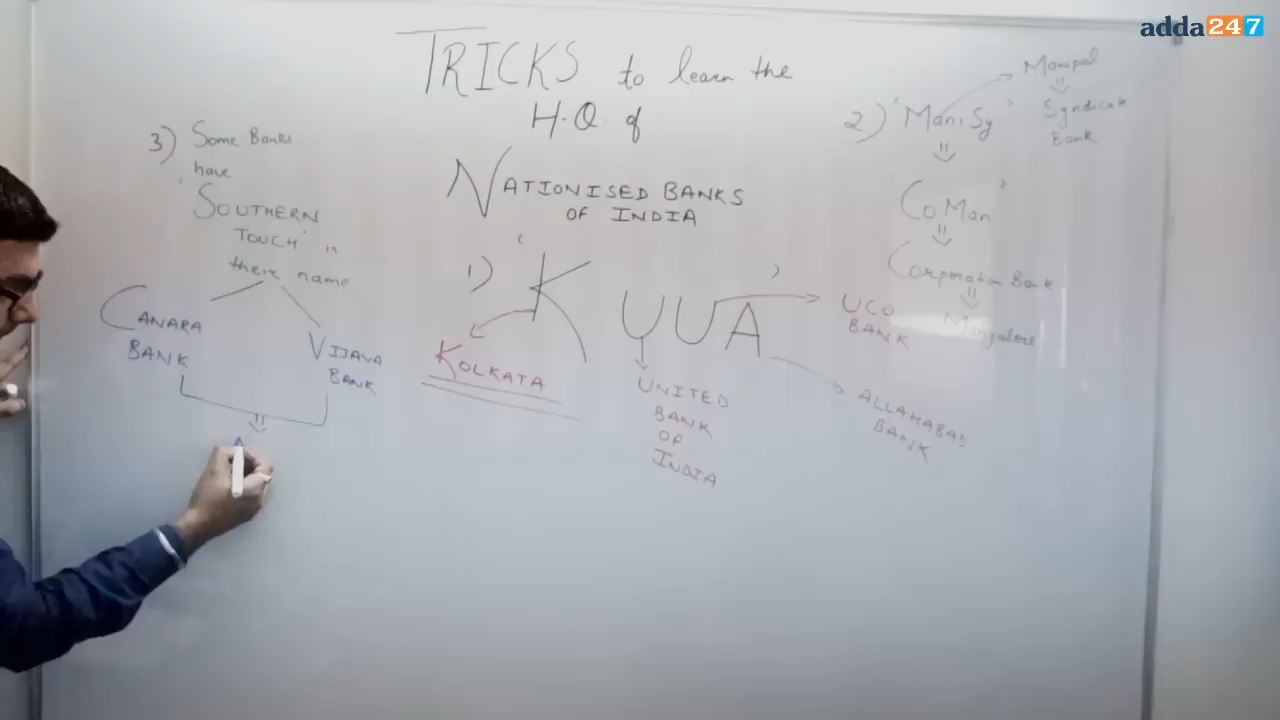 adda247
TRICKS to learn the
H.Q. of
NATIONISED BANKS
OF INDIA
1) 'KUUA'
KOLKATA
UNITED
BANK
OF
INDIA
UCO
BANK
ALLAHABAD
BANK
2) 'ManiSy'
Manipal
Syndicate
Bank
CoMan'
Corporation Bank
Mangalore
3) Some Banks
have
'SOUTHERN
TOUCH' in
their name
CANARA
BANK
VIJAVA
BANK